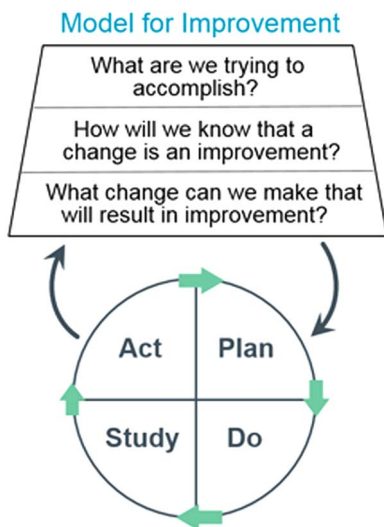 Model for Improvement
What are we trying to
accomplish?
How will we know that a
change is an improvement?
What change can we make that
will result in improvement?
Act
Plan
Study
Do